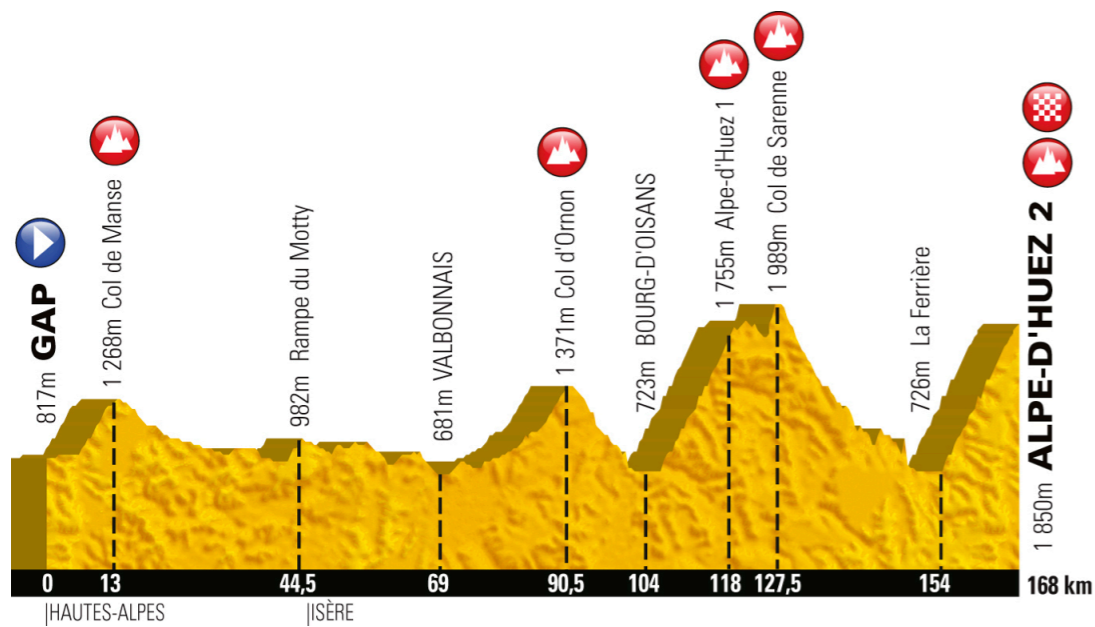 817m GAP
1 268m Col de Manse
982m Rampe du Motty
681m VALBONNAIS
1 371m Col d'Ornon
723m BOURG-D'OISANS
1 755m Alpe-d'Huez 1
1 989m Col de Sarenne
726m La Ferrière
1 850m ALPE-D'HUEZ 2
0 13 44,5 69 90,5 104 118 127,5 154 168 km
|HAUTES-ALPES |ISÈRE